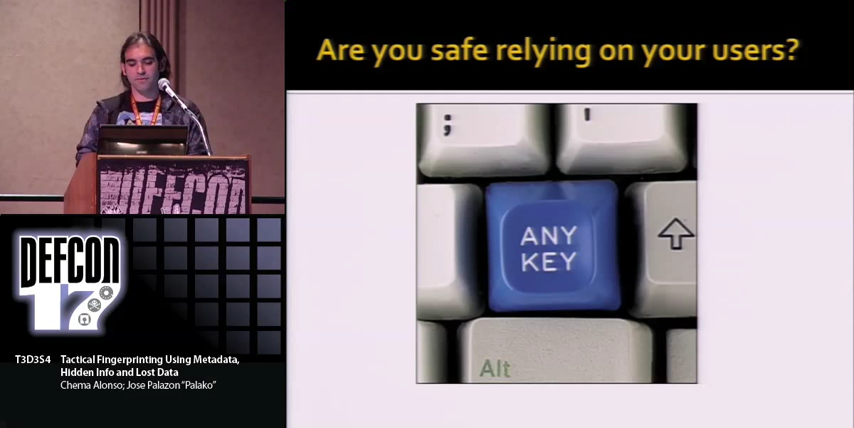 Are you safe relying on your users?
;
'
ANY
KEY
Alt
DEFCON
DEFCON
17
T3D3S4 Tactical Fingerprinting Using Metadata,
Hidden Info and Lost Data
Chema Alonso; Jose Palazon "Palako"